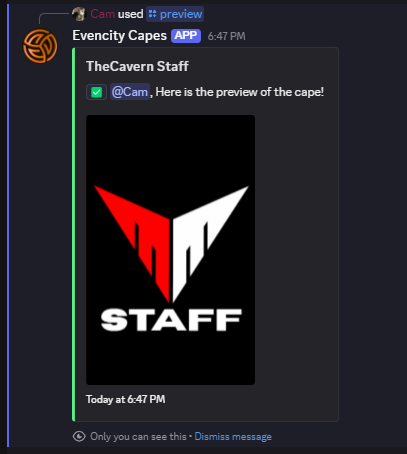 Cam used preview
Evencity Capes APP 6:47 PM
TheCavern Staff
@Cam, Here is the preview of the cape!
STAFF
Today at 6:47 PM
Only you can see this • Dismiss message